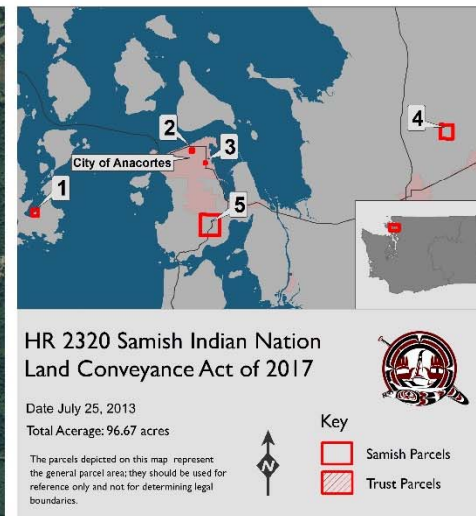 1
2
3
4
5
City of Anacortes
HR 2320 Samish Indian Nation
Land Conveyance Act of 2017
Date July 25, 2013
Total Acerage: 96.67 acres
The parcels depicted on this map represent
the general parcel area; they should be used for
reference only and not for determining legal
boundaries.
N
Key
Samish Parcels
Trust Parcels